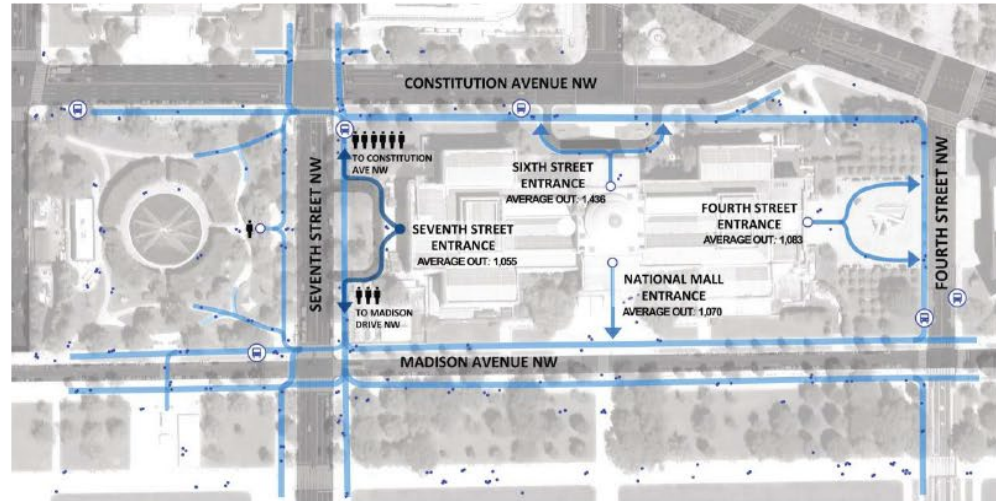 CONSTITUTION AVENUE NW
TO CONSTITUTION
AVE NW
SIXTH STREET
ENTRANCE
AVERAGE OUT: 1,436
SEVENTH STREET NW
SEVENTH STREET
ENTRANCE
AVERAGE OUT: 1,055
FOURTH STREET
ENTRANCE
AVERAGE OUT: 1,083
FOURTH STREET NW
NATIONAL MALL
ENTRANCE
AVERAGE OUT: 1,070
TO MADISON
DRIVE NW
MADISON AVENUE NW